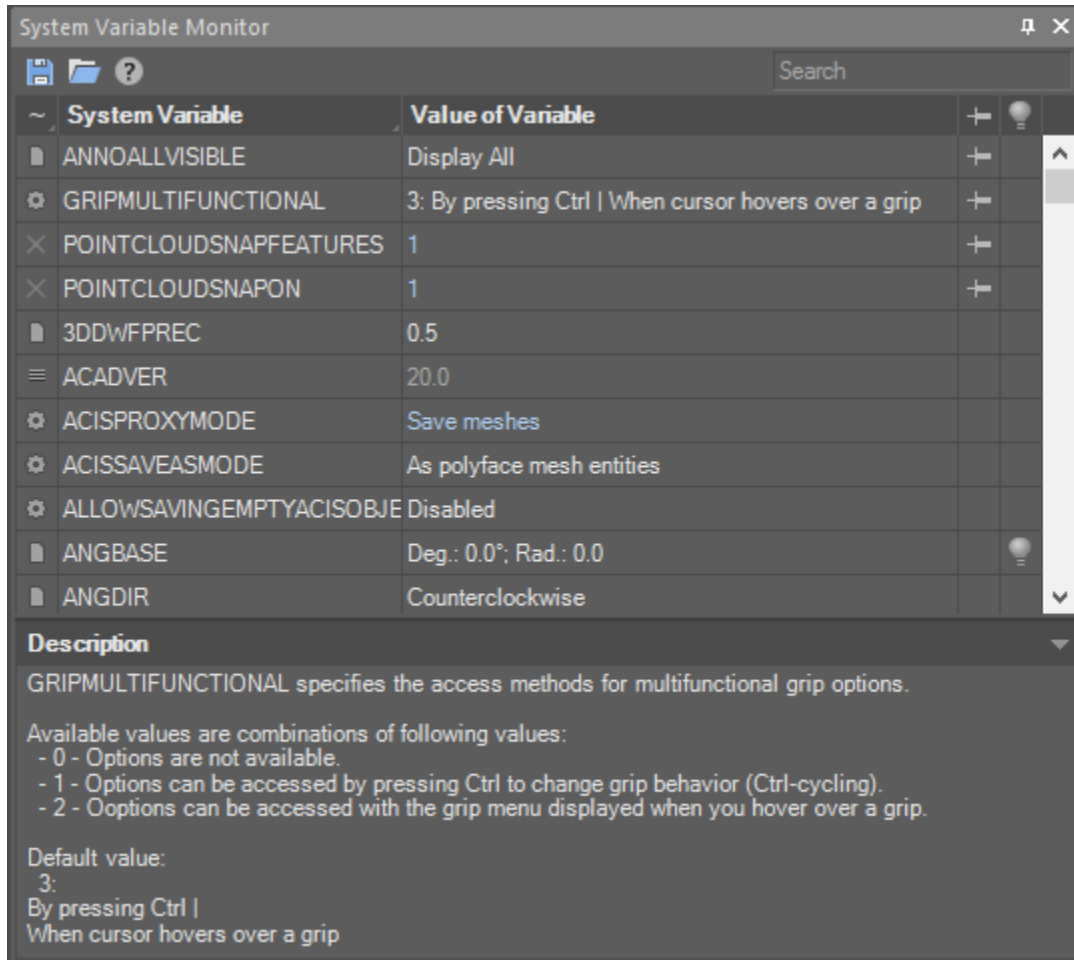 System Variable Monitor
Search
~ System Variable Value of Variable
ANNOALLVISIBLE Display All
GRIPMULTIFUNCTIONAL 3: By pressing Ctrl | When cursor hovers over a grip
POINTCLOUDSNAPFEATURES 1
POINTCLOUDSNAPON 1
3DDWFPREC 0.5
ACADVER 20.0
ACISPROXYMODE Save meshes
ACISSAVEASMODE As polyface mesh entities
ALLOWSAVINGEMPTYACISOBJE Disabled
ANGBASE Deg.: 0.0°; Rad.: 0.0
ANGDIR Counterclockwise
Description
GRIPMULTIFUNCTIONAL specifies the access methods for multifunctional grip options.
Available values are combinations of following values:
- 0 - Options are not available.
- 1 - Options can be accessed by pressing Ctrl to change grip behavior (Ctrl-cycling).
- 2 - Ooptions can be accessed with the grip menu displayed when you hover over a grip.
Default value:
3:
By pressing Ctrl |
When cursor hovers over a grip